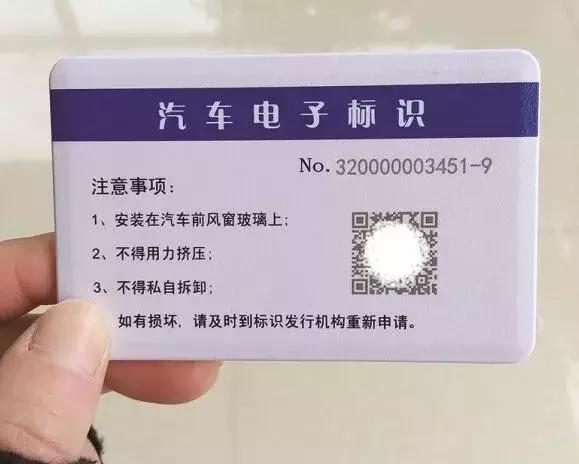 汽车电子标识
No. 320000003451-9
注意事项:
1、安装在汽车前风窗玻璃上;
2、不得用力挤压;
3、不得私自拆卸;
如有损坏,请及时到标识发行机构重新申请。